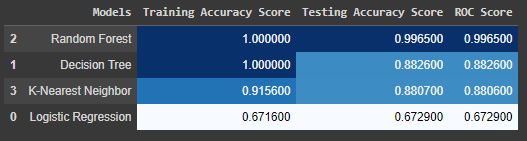 Models Training Accuracy Score Testing Accuracy Score ROC Score
2 Random Forest 1.000000 0.996500 0.996500
1 Decision Tree 1.000000 0.882600 0.882600
3 K-Nearest Neighbor 0.915600 0.880700 0.880600
0 Logistic Regression 0.671600 0.672900 0.672900